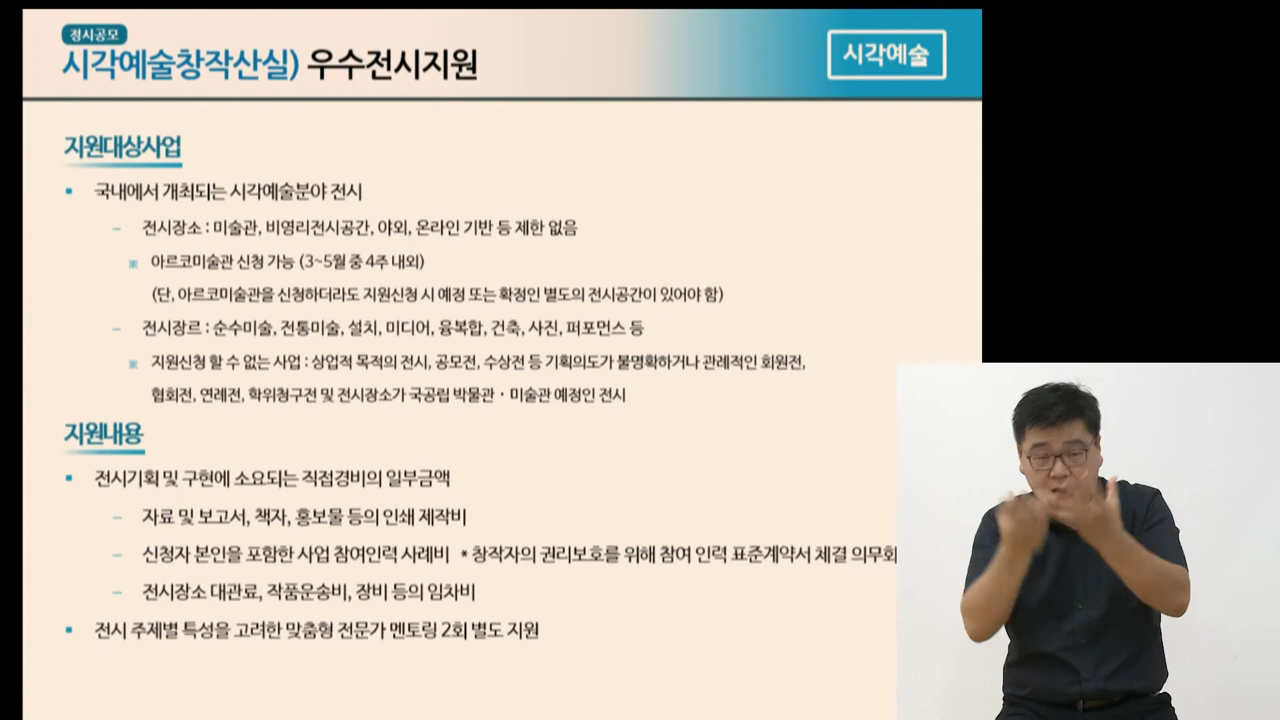 정시공모
시각예술창작산실) 우수전시지원
시각예술
지원대상사업
▪ 국내에서 개최되는 시각예술분야 전시
– 전시장소 : 미술관, 비영리전시공간, 야외, 온라인 기반 등 제한 없음
※ 아르코미술관 신청 가능 (3~5월 중 4주 내외)
(단, 아르코미술관을 신청하더라도 지원신청 시 예정 또는 확정인 별도의 전시공간이 있어야 함)
– 전시장르 : 순수미술, 전통미술, 설치, 미디어, 융복합, 건축, 사진, 퍼포먼스 등
※ 지원신청 할 수 없는 사업 : 상업적 목적의 전시, 공모전, 수상전 등 기획의도가 불명확하거나 관례적인 회원전,
협회전, 연례전, 학위청구전 및 전시장소가 국공립 박물관 · 미술관 예정인 전시
지원내용
▪ 전시기획 및 구현에 소요되는 직접경비의 일부금액
– 자료 및 보고서, 책자, 홍보물 등의 인쇄 제작비
– 신청자 본인을 포함한 사업 참여인력 사례비 * 창작자의 권리보호를 위해 참여 인력 표준계약서 체결 의무화
– 전시장소 대관료, 작품운송비, 장비 등의 임차비
▪ 전시 주제별 특성을 고려한 맞춤형 전문가 멘토링 2회 별도 지원